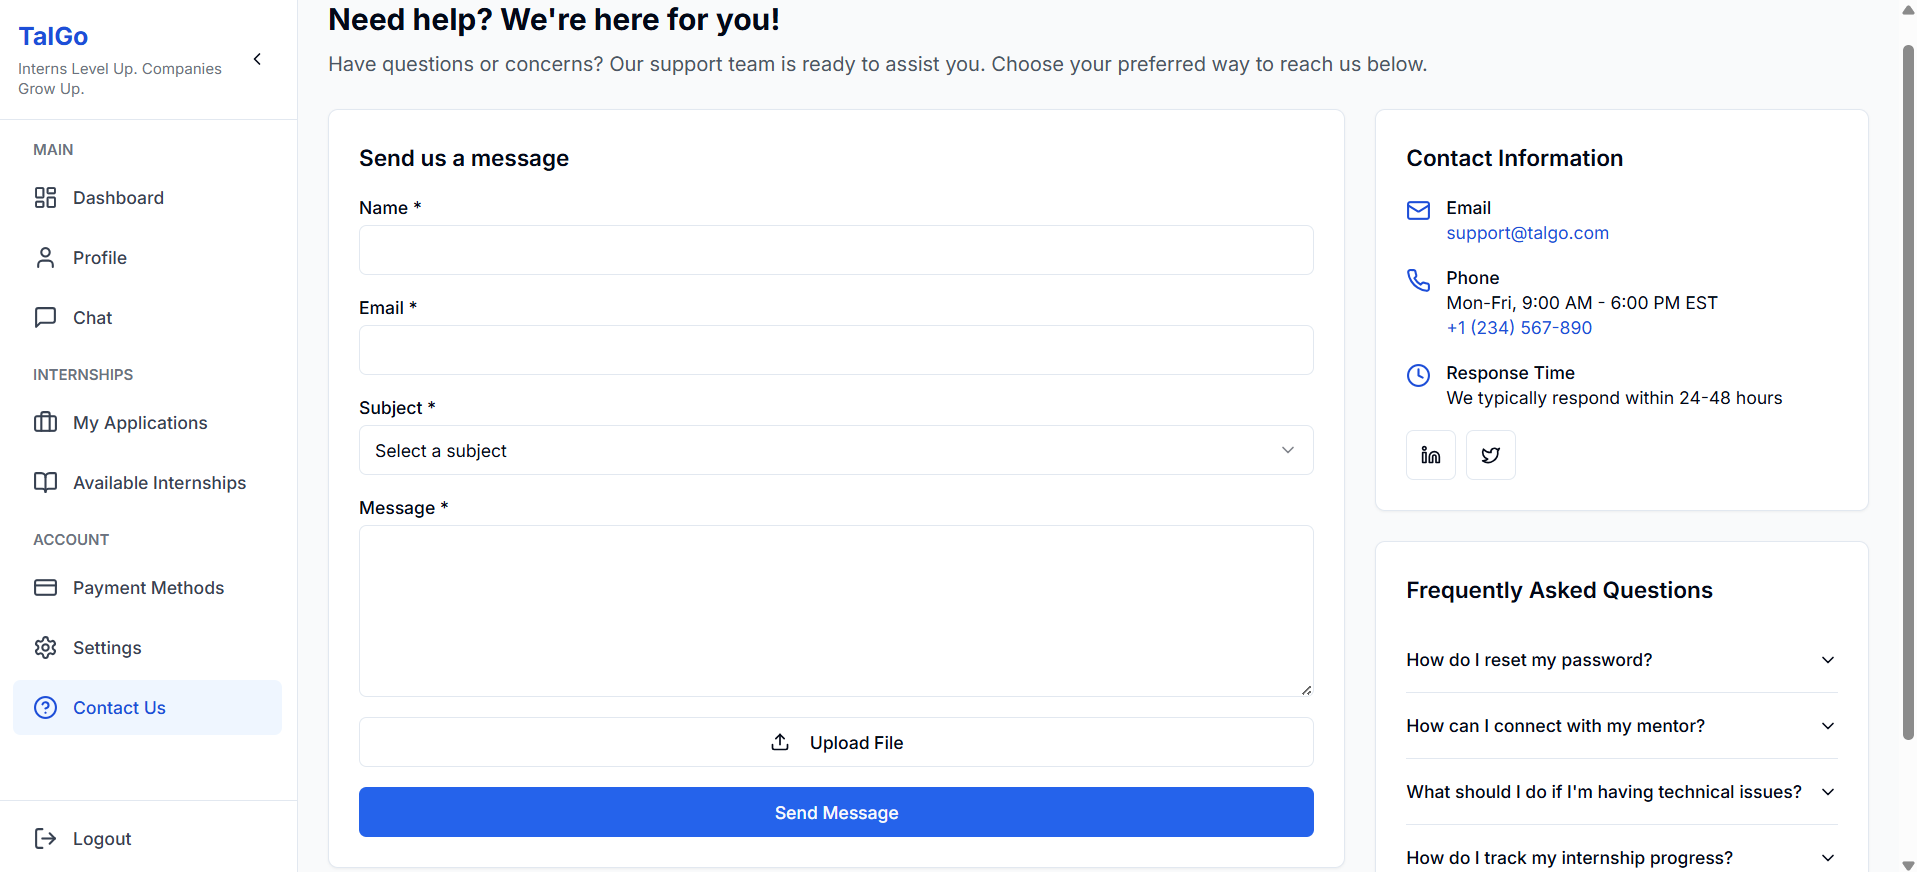 TalGo
Interns Level Up. Companies
Grow Up.
MAIN
Dashboard
Profile
Chat
INTERNSHIPS
My Applications
Available Internships
ACCOUNT
Payment Methods
Settings
Contact Us
Logout
Need help? We're here for you!
Have questions or concerns? Our support team is ready to assist you. Choose your preferred way to reach us below.
Send us a message
Name *
Email *
Subject *
Select a subject
Message *
Upload File
Send Message
Contact Information
Email
support@talgo.com
Phone
Mon-Fri, 9:00 AM - 6:00 PM EST
+1 (234) 567-890
Response Time
We typically respond within 24-48 hours
in
Frequently Asked Questions
How do I reset my password?
How can I connect with my mentor?
What should I do if I'm having technical issues?
How do I track my internship progress?